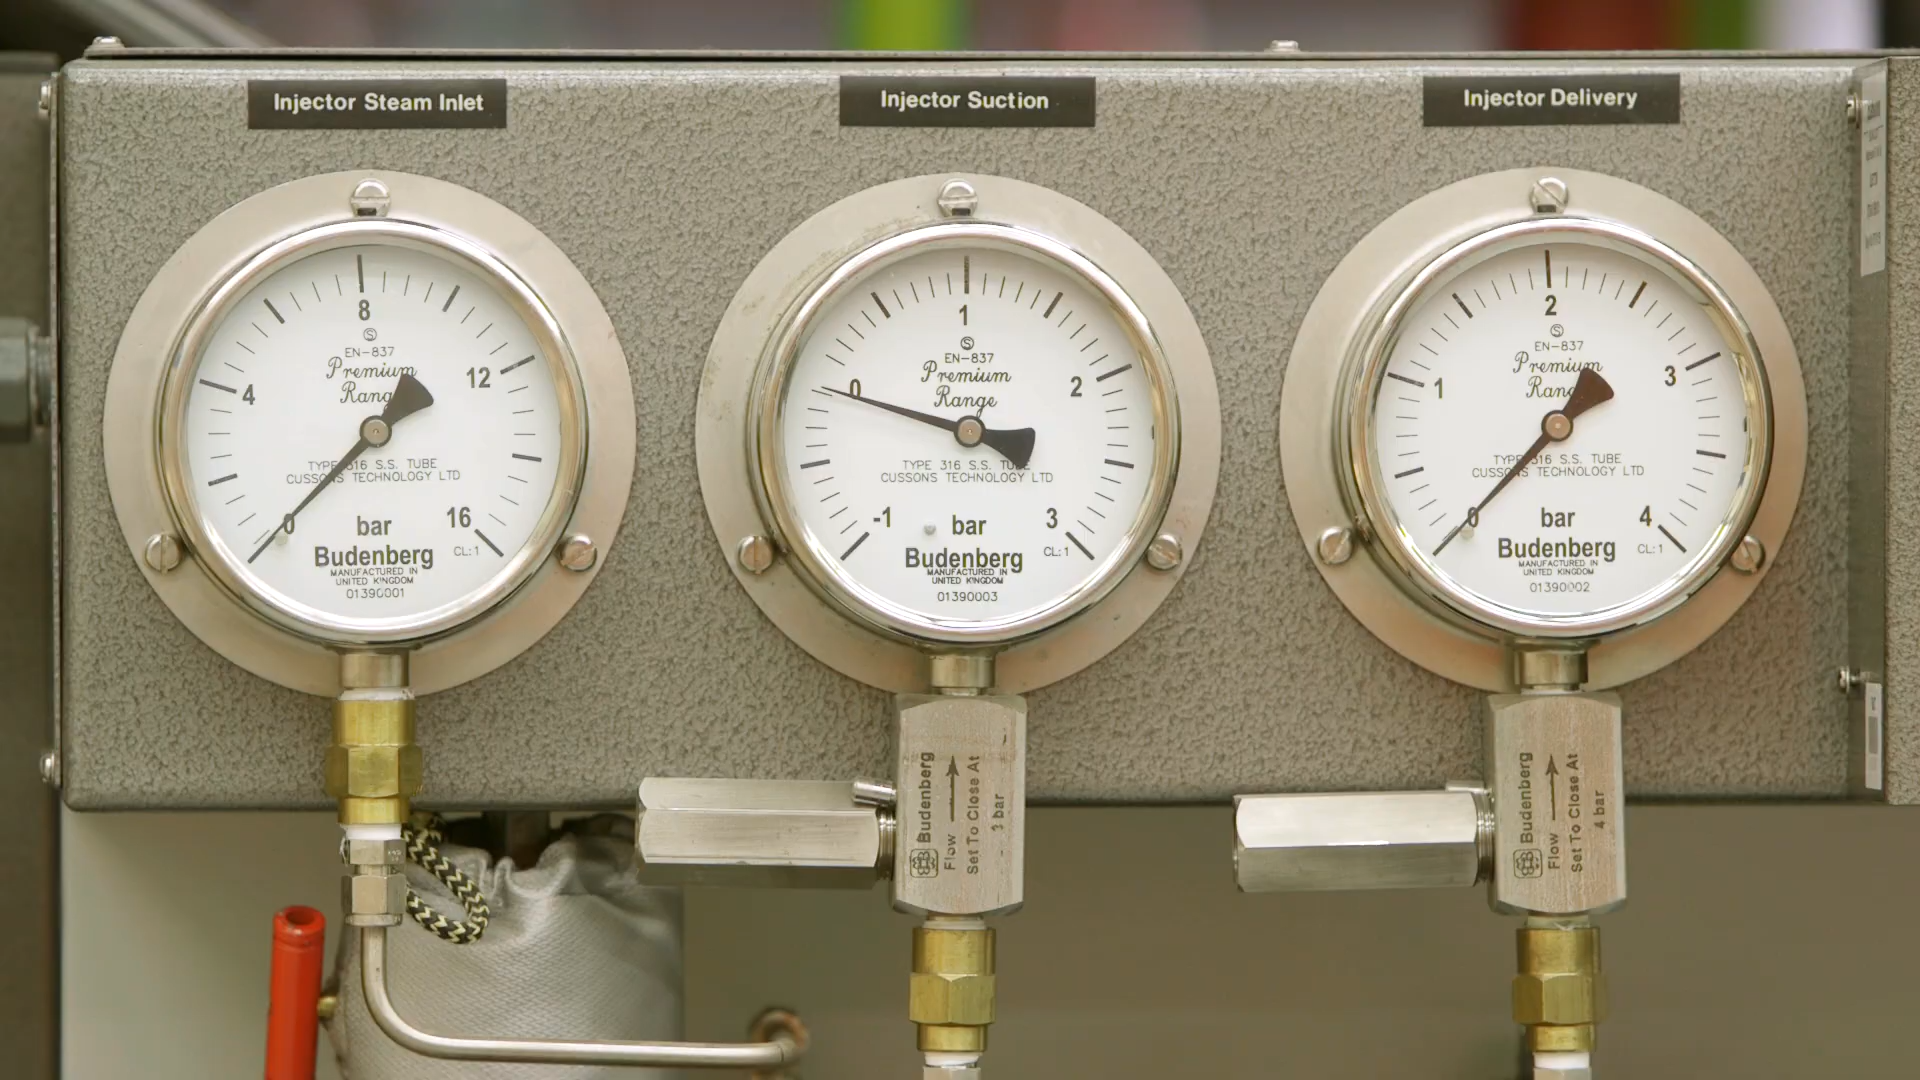 Injector Steam Inlet
Injector Suction
Injector Delivery
8
S
EN-837
Premium
Range
4
12
TYPE 316 S.S. TUBE
CUSSONS TECHNOLOGY LTD
0
bar
16
Budenberg
CL:1
MANUFACTURED IN
UNITED KINGDOM
01390001
1
S
EN-837
Premium
Range
0
2
TYPE 316 S.S. TUBE
CUSSONS TECHNOLOGY LTD
-1
bar
3
Budenberg
CL:1
MANUFACTURED IN
UNITED KINGDOM
01390003
2
S
EN-837
Premium
Range
1
3
TYPE 316 S.S. TUBE
CUSSONS TECHNOLOGY LTD
0
bar
4
Budenberg
CL:1
MANUFACTURED IN
UNITED KINGDOM
01390002
Budenberg
Flow
Set To Close At
3 bar
Budenberg
Flow
Set To Close At
4 bar